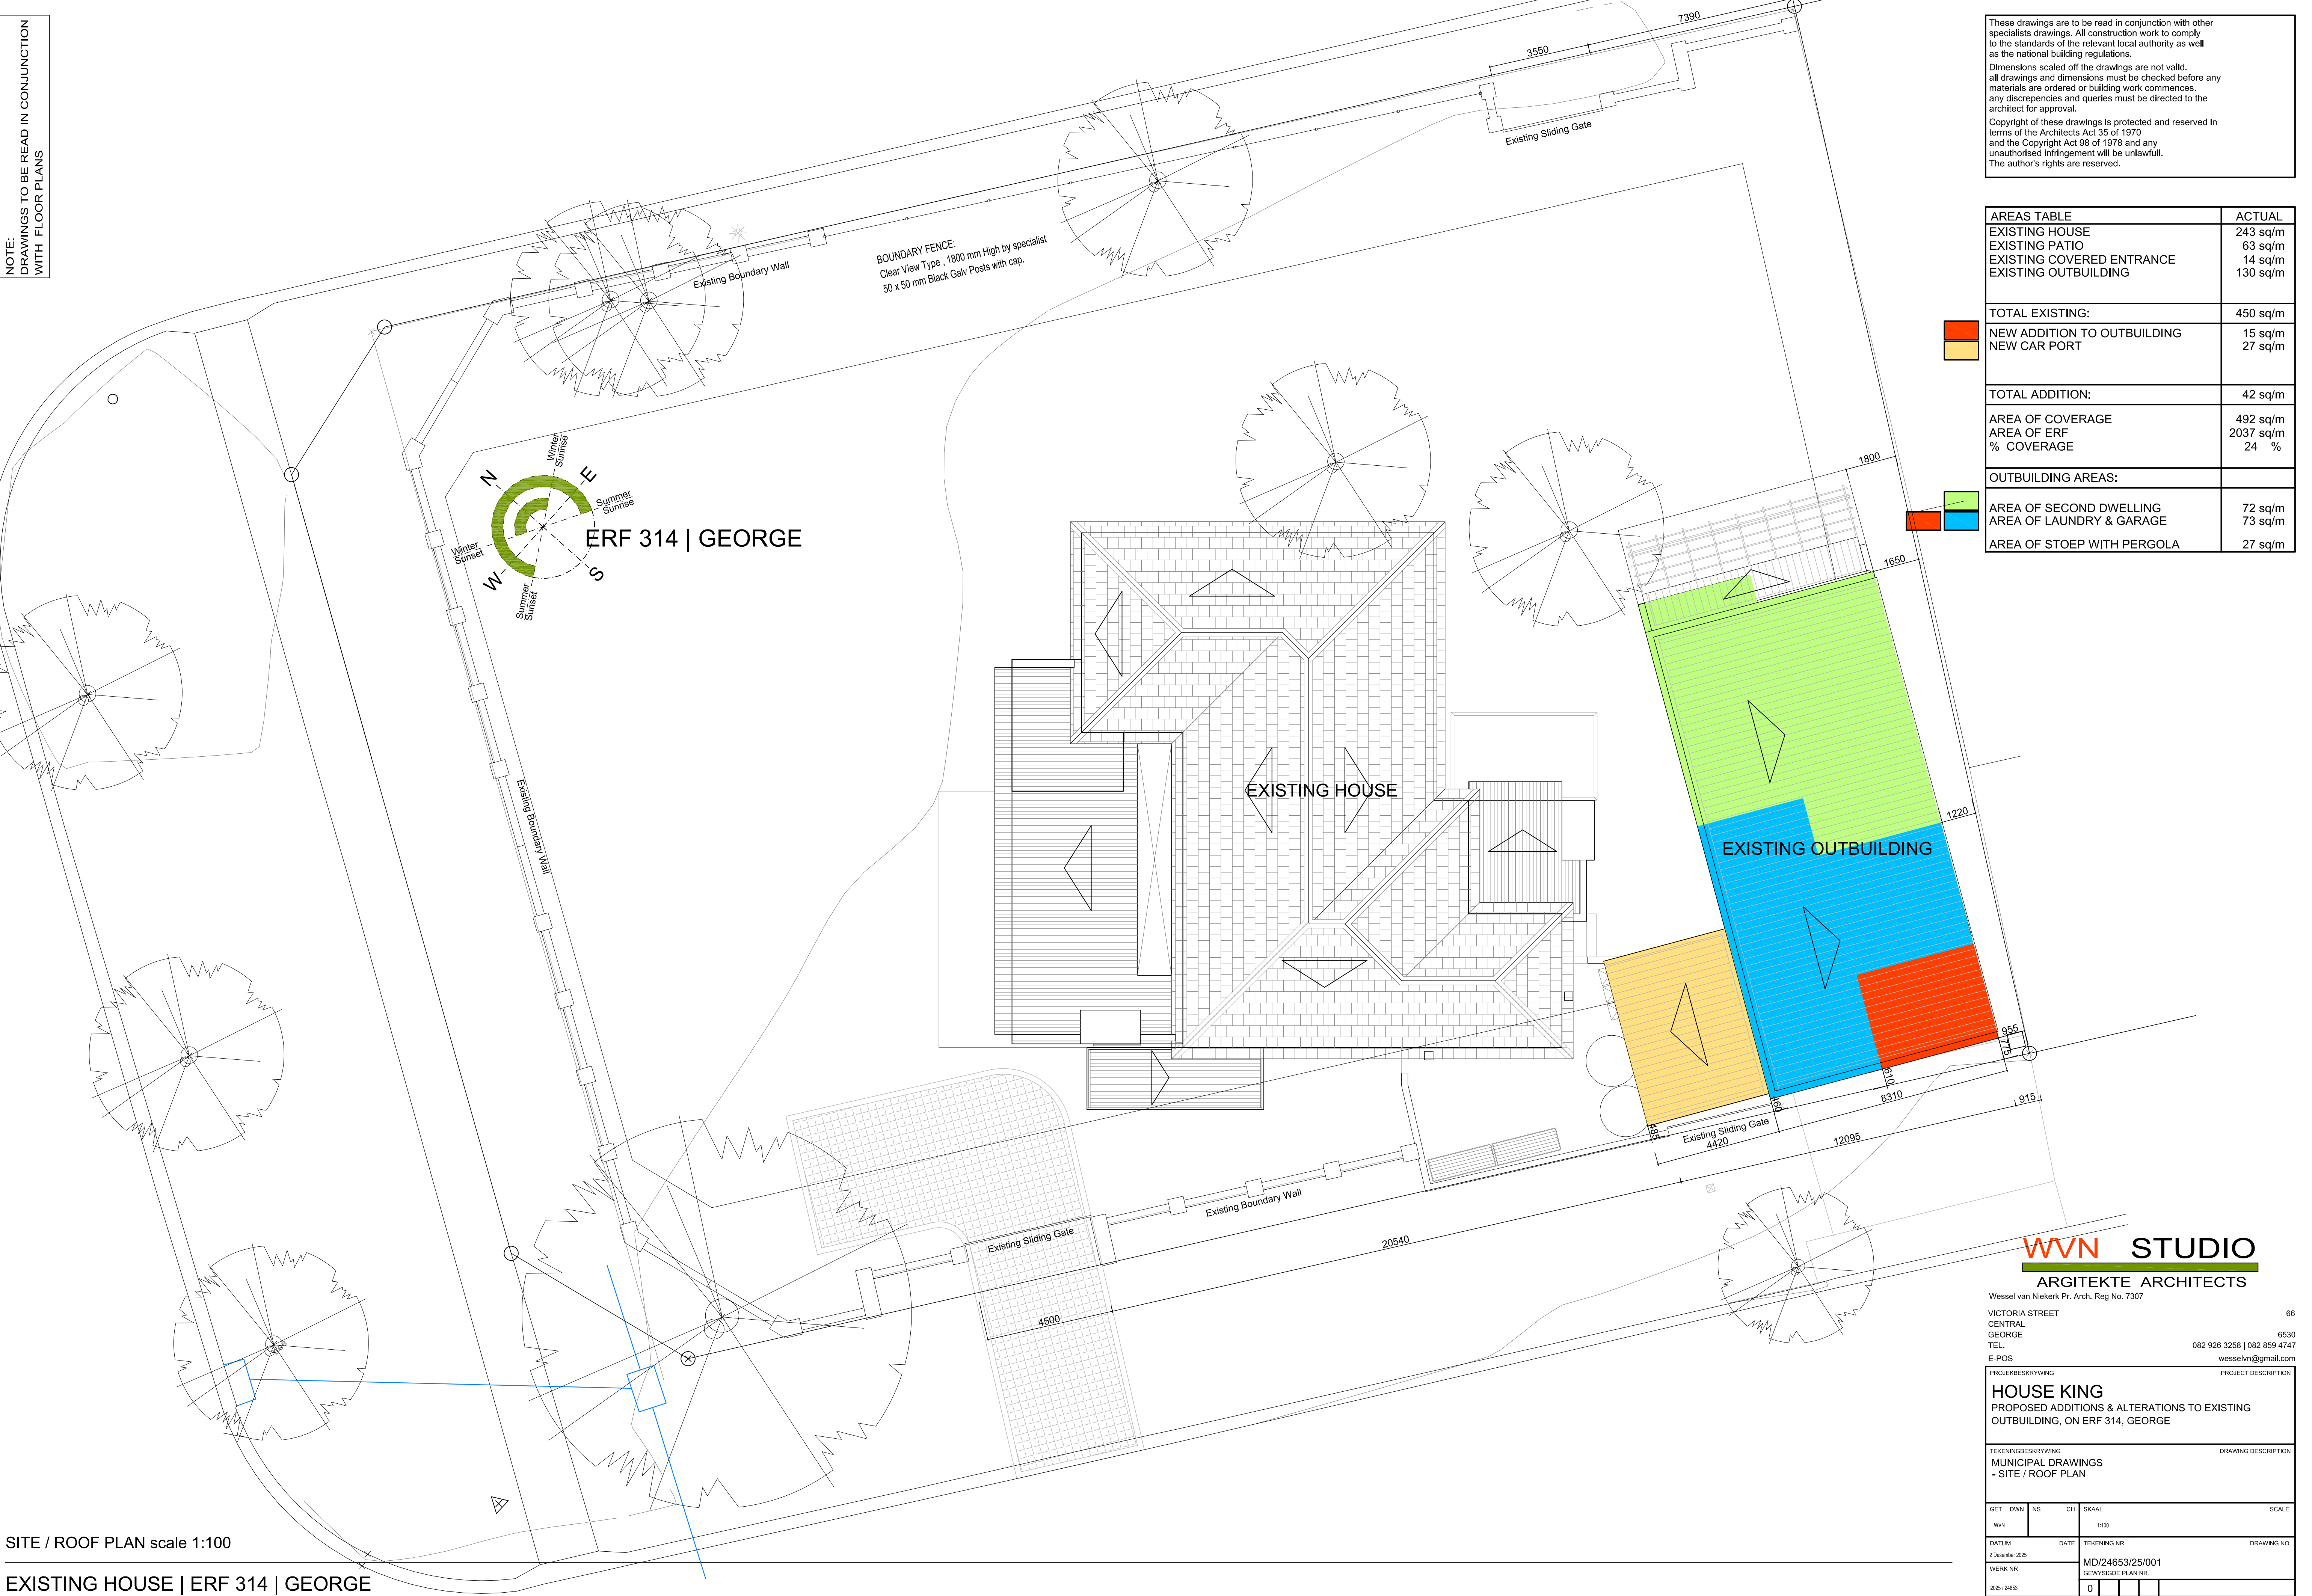 NOTE:
DRAWINGS TO BE READ IN CONJUNCTION
WITH FLOOR PLANS
7390
3550
Existing Sliding Gate
BOUNDARY FENCE:
Clear View Type , 1800 mm High by specialist
50 x 50 mm Black Galv Posts with cap.
Existing Boundary Wall
N
E
S
W
Winter
Sunrise
Summer
Sunrise
Winter
Sunset
Summer
Sunset
ERF 314 | GEORGE
Existing Boundary Wall
EXISTING HOUSE
EXISTING OUTBUILDING
1800
1650
1220
955
775
610
460
485
8310
915
Existing Sliding Gate
4420
12095
Existing Boundary Wall
Existing Sliding Gate
20540
4500
SITE / ROOF PLAN scale 1:100
EXISTING HOUSE | ERF 314 | GEORGE
These drawings are to be read in conjunction with other
specialists drawings. All construction work to comply
to the standards of the relevant local authority as well
as the national building regulations.
Dimensions scaled off the drawings are not valid.
all drawings and dimensions must be checked before any
materials are ordered or building work commences.
any discrepencies and queries must be directed to the
architect for approval.
Copyright of these drawings is protected and reserved in
terms of the Architects Act 35 of 1970
and the Copyright Act 98 of 1978 and any
unauthorised infringement will be unlawfull.
The author's rights are reserved.
AREAS TABLE ACTUAL
EXISTING HOUSE 243 sq/m
EXISTING PATIO 63 sq/m
EXISTING COVERED ENTRANCE 14 sq/m
EXISTING OUTBUILDING 130 sq/m
TOTAL EXISTING: 450 sq/m
NEW ADDITION TO OUTBUILDING 15 sq/m
NEW CAR PORT 27 sq/m
TOTAL ADDITION: 42 sq/m
AREA OF COVERAGE 492 sq/m
AREA OF ERF 2037 sq/m
% COVERAGE 24 %
OUTBUILDING AREAS:
AREA OF SECOND DWELLING 72 sq/m
AREA OF LAUNDRY & GARAGE 73 sq/m
AREA OF STOEP WITH PERGOLA 27 sq/m
WVN STUDIO
ARGITEKTE ARCHITECTS
Wessel van Niekerk Pr. Arch. Reg No. 7307
VICTORIA STREET 66
CENTRAL
GEORGE 6530
TEL. 082 926 3258 | 082 859 4747
E-POS wesselvn@gmail.com
PROJEKBESKRYWING PROJECT DESCRIPTION
HOUSE KING
PROPOSED ADDITIONS & ALTERATIONS TO EXISTING
OUTBUILDING, ON ERF 314, GEORGE
TEKENINGBESKRYWING DRAWING DESCRIPTION
MUNICIPAL DRAWINGS
- SITE / ROOF PLAN
GET DWN NS CH SKAAL SCALE
WVN 1:100
DATUM DATE TEKENING NR DRAWING NO
2 Desember 2025
MD/24653/25/001
WERK NR
GEWYSIGDE PLAN NR.
2025 / 24653 0